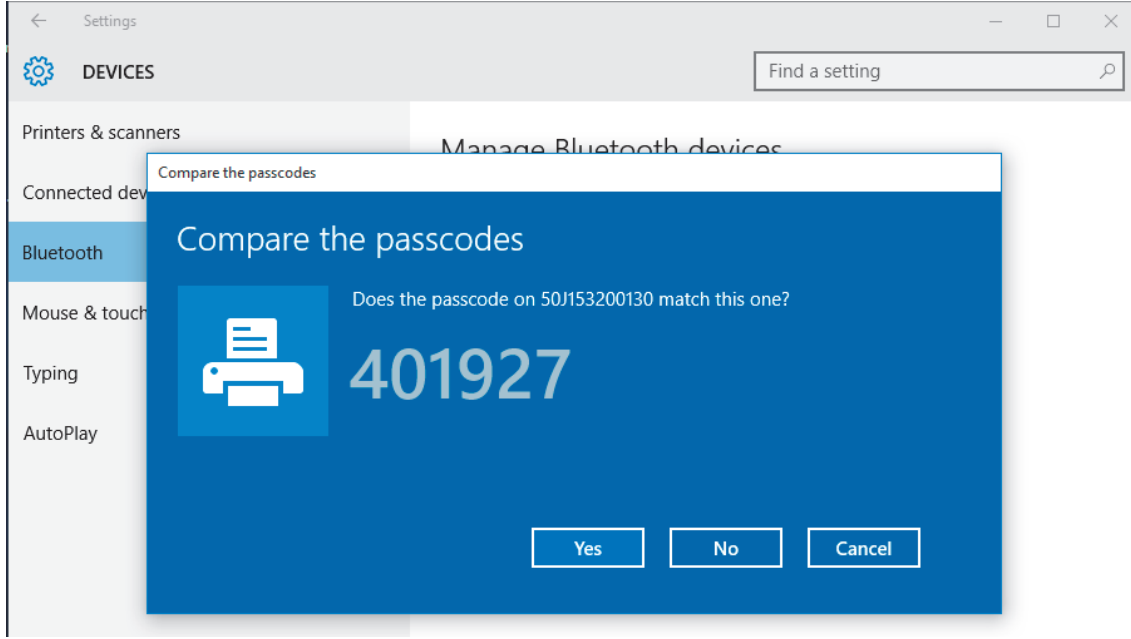 Settings
DEVICES
Find a setting
Printers & scanners
Manage Bluetooth devices
Connected dev
Bluetooth
Mouse & touch
Typing
AutoPlay
Compare the passcodes
Compare the passcodes
Does the passcode on 50J153200130 match this one?
401927
Yes No Cancel